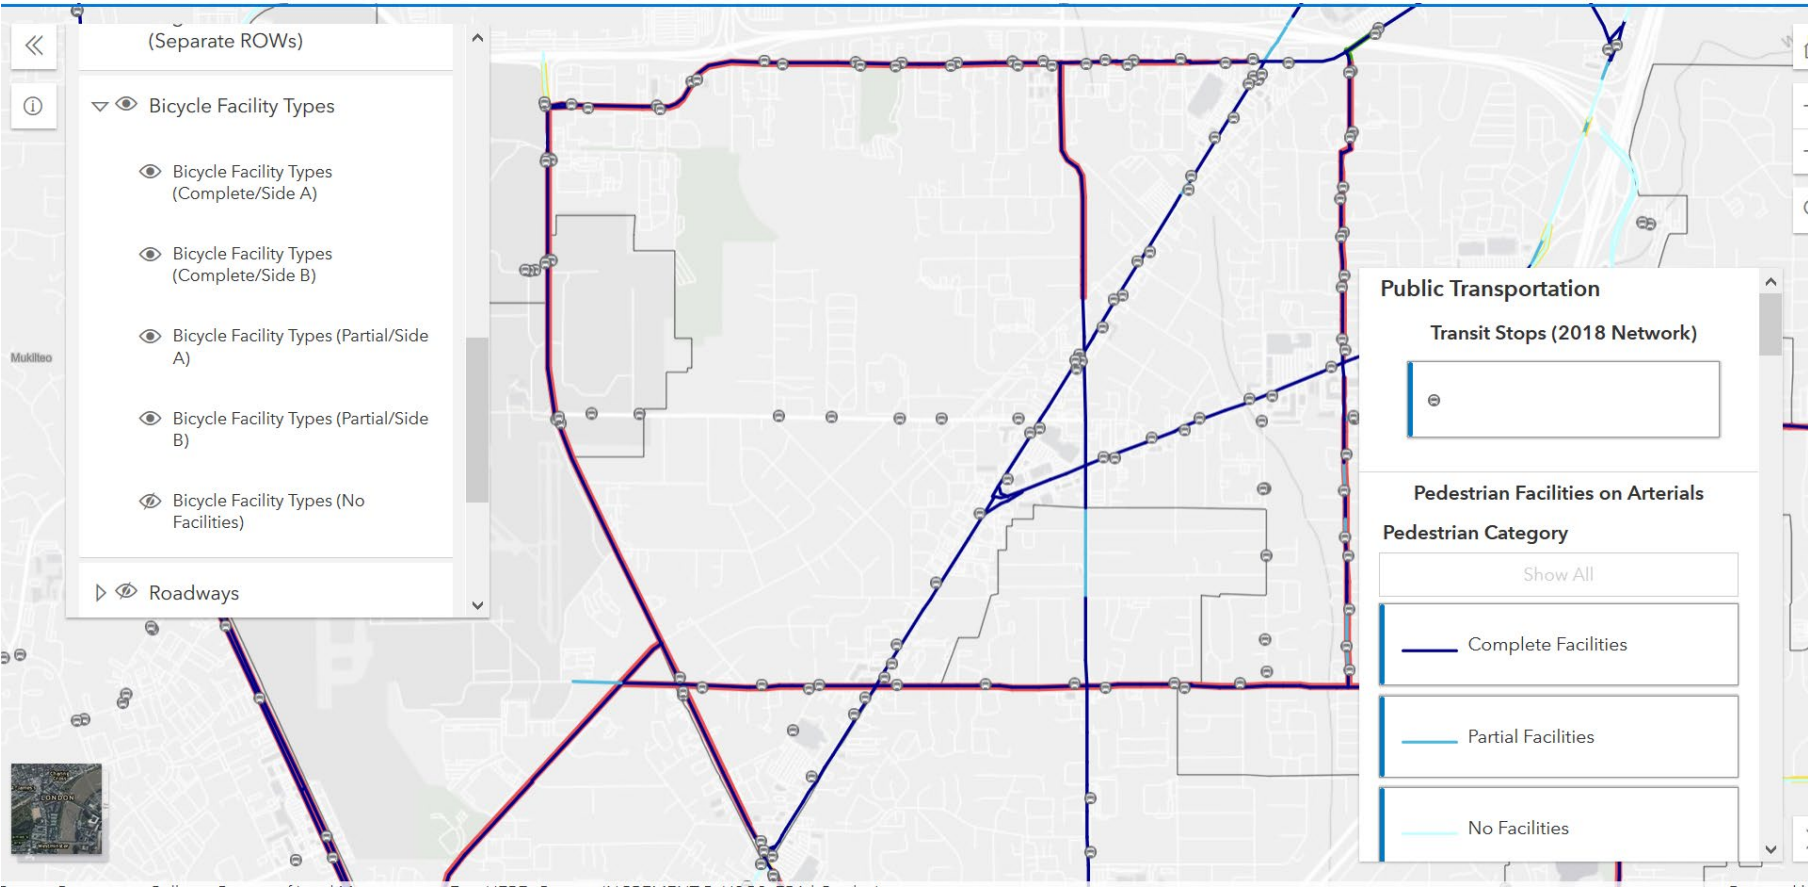 (Separate ROWs)
Bicycle Facility Types
Bicycle Facility Types
(Complete/Side A)
Bicycle Facility Types
(Complete/Side B)
Bicycle Facility Types (Partial/Side
A)
Bicycle Facility Types (Partial/Side
B)
Bicycle Facility Types (No
Facilities)
Roadways
Mukilteo
LONDON
Public Transportation
Transit Stops (2018 Network)
Pedestrian Facilities on Arterials
Pedestrian Category
Show All
Complete Facilities
Partial Facilities
No Facilities